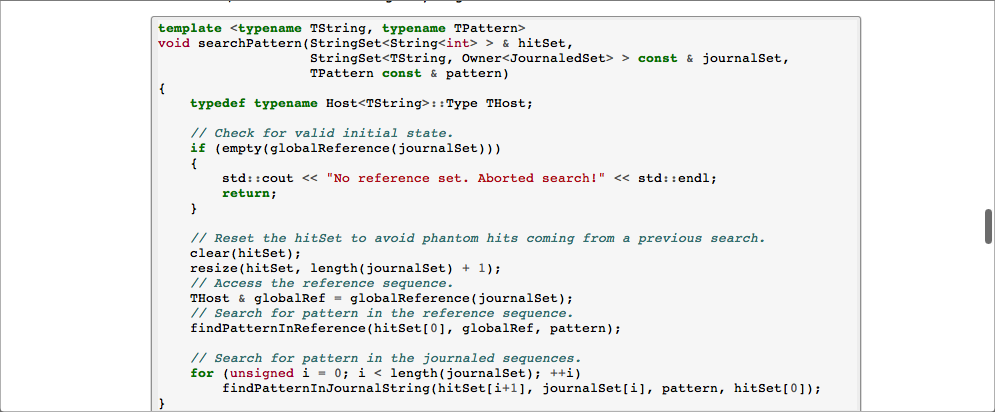 template <typename TString, typename TPattern>
void searchPattern(StringSet<String<int> > & hitSet,
                   StringSet<TString, Owner<JournaledSet> > const & journalSet,
                   TPattern const & pattern)
{
    typedef typename Host<TString>::Type THost;

    // Check for valid initial state.
    if (empty(globalReference(journalSet)))
    {
        std::cout << "No reference set. Aborted search!" << std::endl;
        return;
    }

    // Reset the hitSet to avoid phantom hits coming from a previous search.
    clear(hitSet);
    resize(hitSet, length(journalSet) + 1);
    // Access the reference sequence.
    THost & globalRef = globalReference(journalSet);
    // Search for pattern in the reference sequence.
    findPatternInReference(hitSet[0], globalRef, pattern);

    // Search for pattern in the journaled sequences.
    for (unsigned i = 0; i < length(journalSet); ++i)
        findPatternInJournalString(hitSet[i+1], journalSet[i], pattern, hitSet[0]);
}